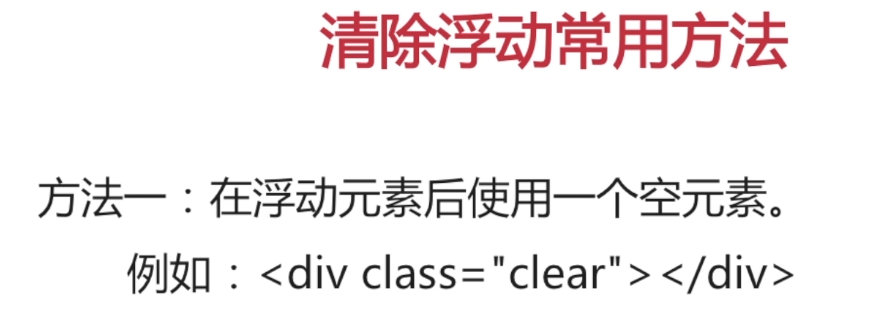 清除浮动常用方法
方法一：在浮动元素后使用一个空元素。
例如：<div class="clear"></div>